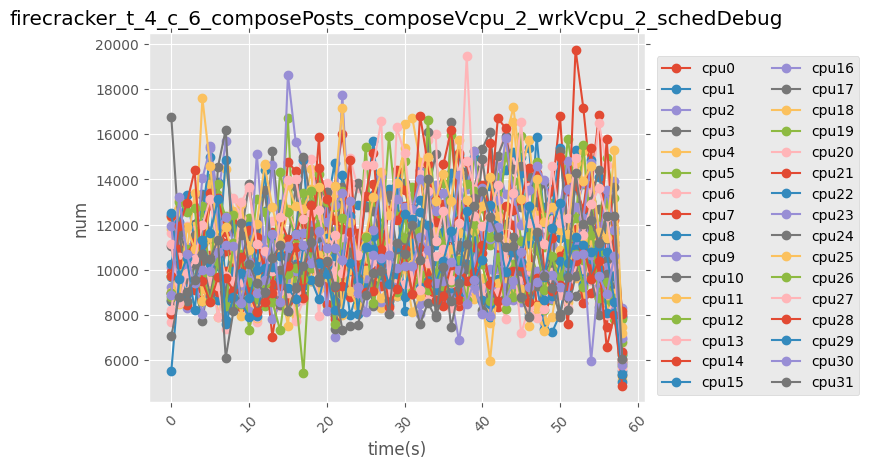 firecracker_t_4_c_6_composePosts_composeVcpu_2_wrkVcpu_2_schedDebug
20000
18000
16000
14000
12000
10000
8000
6000
num
0
10
20
30
40
50
60
time(s)
cpu0
cpu1
cpu2
cpu3
cpu4
cpu5
cpu6
cpu7
cpu8
cpu9
cpu10
cpu11
cpu12
cpu13
cpu14
cpu15
cpu16
cpu17
cpu18
cpu19
cpu20
cpu21
cpu22
cpu23
cpu24
cpu25
cpu26
cpu27
cpu28
cpu29
cpu30
cpu31